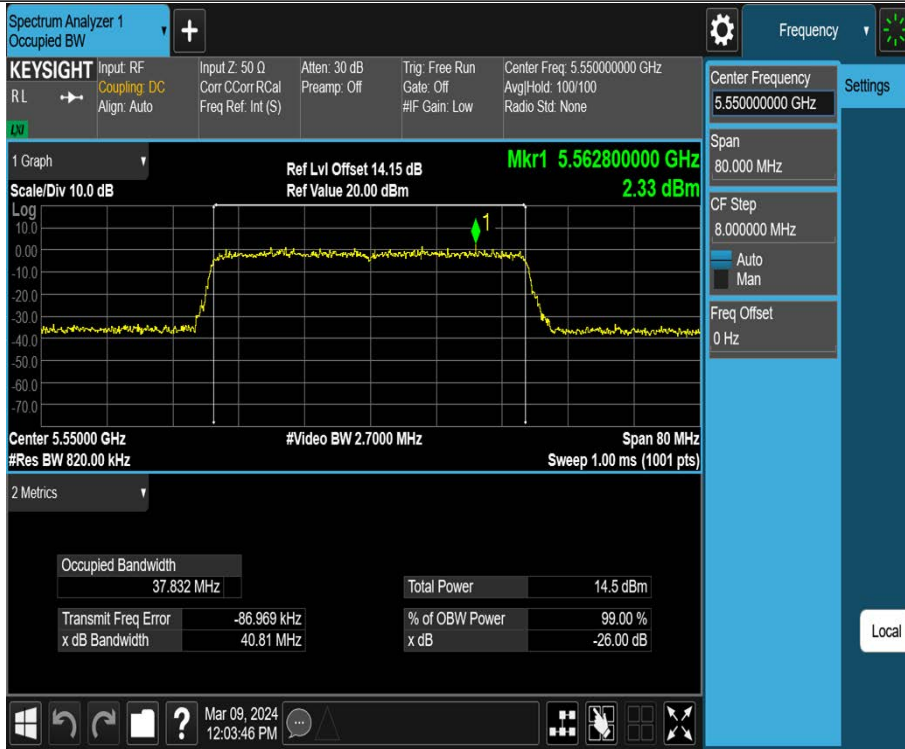 Spectrum Analyzer 1
Occupied BW
+
Frequency
KEYSIGHT Input: RF Input Z: 50 Ω Atten: 30 dB Trig: Free Run Center Freq: 5.550000000 GHz
RL Coupling: DC Corr CCorr RCal Preamp: Off Gate: Off Avg|Hold: 100/100
Align: Auto Freq Ref: Int (S) #IF Gain: Low Radio Std: None
LXI
Center Frequency
5.550000000 GHz
Settings
Span
80.000 MHz
CF Step
8.000000 MHz
Auto
Man
Freq Offset
0 Hz
Local
1 Graph Ref Lvl Offset 14.15 dB Mkr1 5.562800000 GHz
Scale/Div 10.0 dB Ref Value 20.00 dBm 2.33 dBm
Log
10.0
0.00
-10.0
-20.0
-30.0
-40.0
-50.0
-60.0
-70.0
1
Center 5.55000 GHz #Video BW 2.7000 MHz Span 80 MHz
#Res BW 820.00 kHz Sweep 1.00 ms (1001 pts)
2 Metrics
Occupied Bandwidth
37.832 MHz Total Power 14.5 dBm
Transmit Freq Error -86.969 kHz % of OBW Power 99.00 %
x dB Bandwidth 40.81 MHz x dB -26.00 dB
? Mar 09, 2024
12:03:46 PM